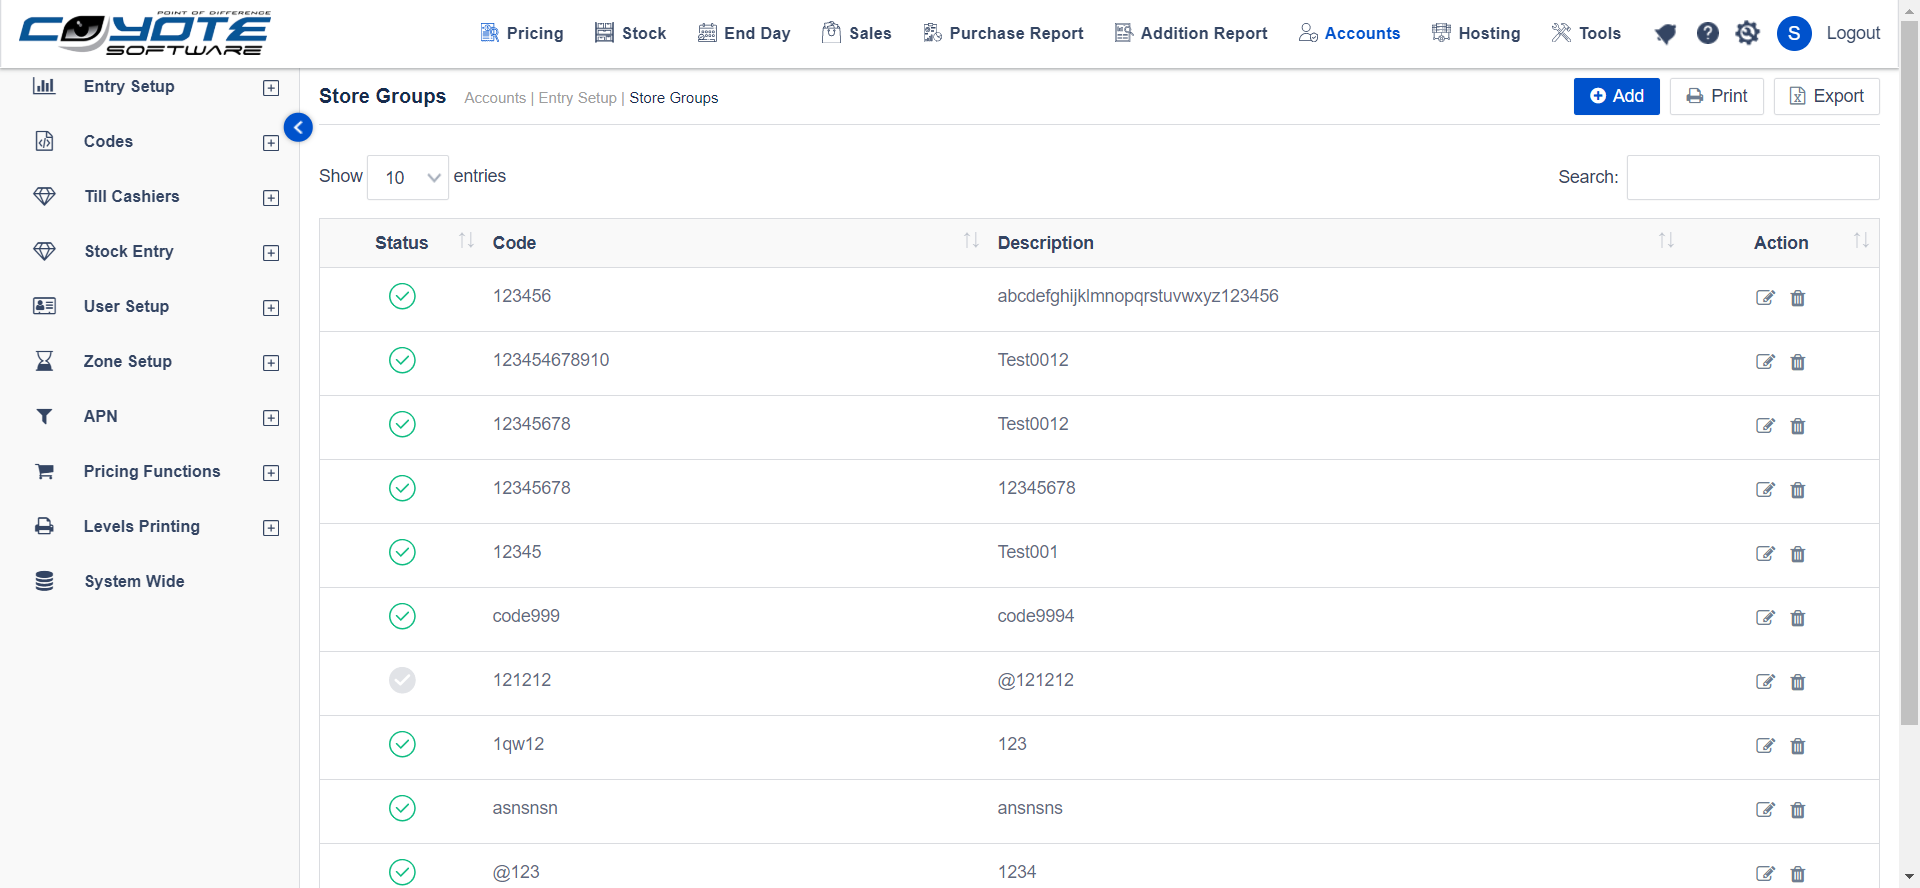 POINT OF DIFFERENCE
COYOTE
SOFTWARE
Pricing
Stock
End Day
Sales
Purchase Report
Addition Report
Accounts
Hosting
Tools
S
Logout
Entry Setup
Codes
Till Cashiers
Stock Entry
User Setup
Zone Setup
APN
Pricing Functions
Levels Printing
System Wide
Store Groups Accounts | Entry Setup | Store Groups
Add
Print
Export
Show 10 entries
Search:
Status Code Description Action
123456 abcdefghijklmnopqrstuvwxyz123456
123454678910 Test0012
12345678 Test0012
12345678 12345678
12345 Test001
code999 code9994
121212 @121212
1qw12 123
asnsnsn ansnsns
@123 1234